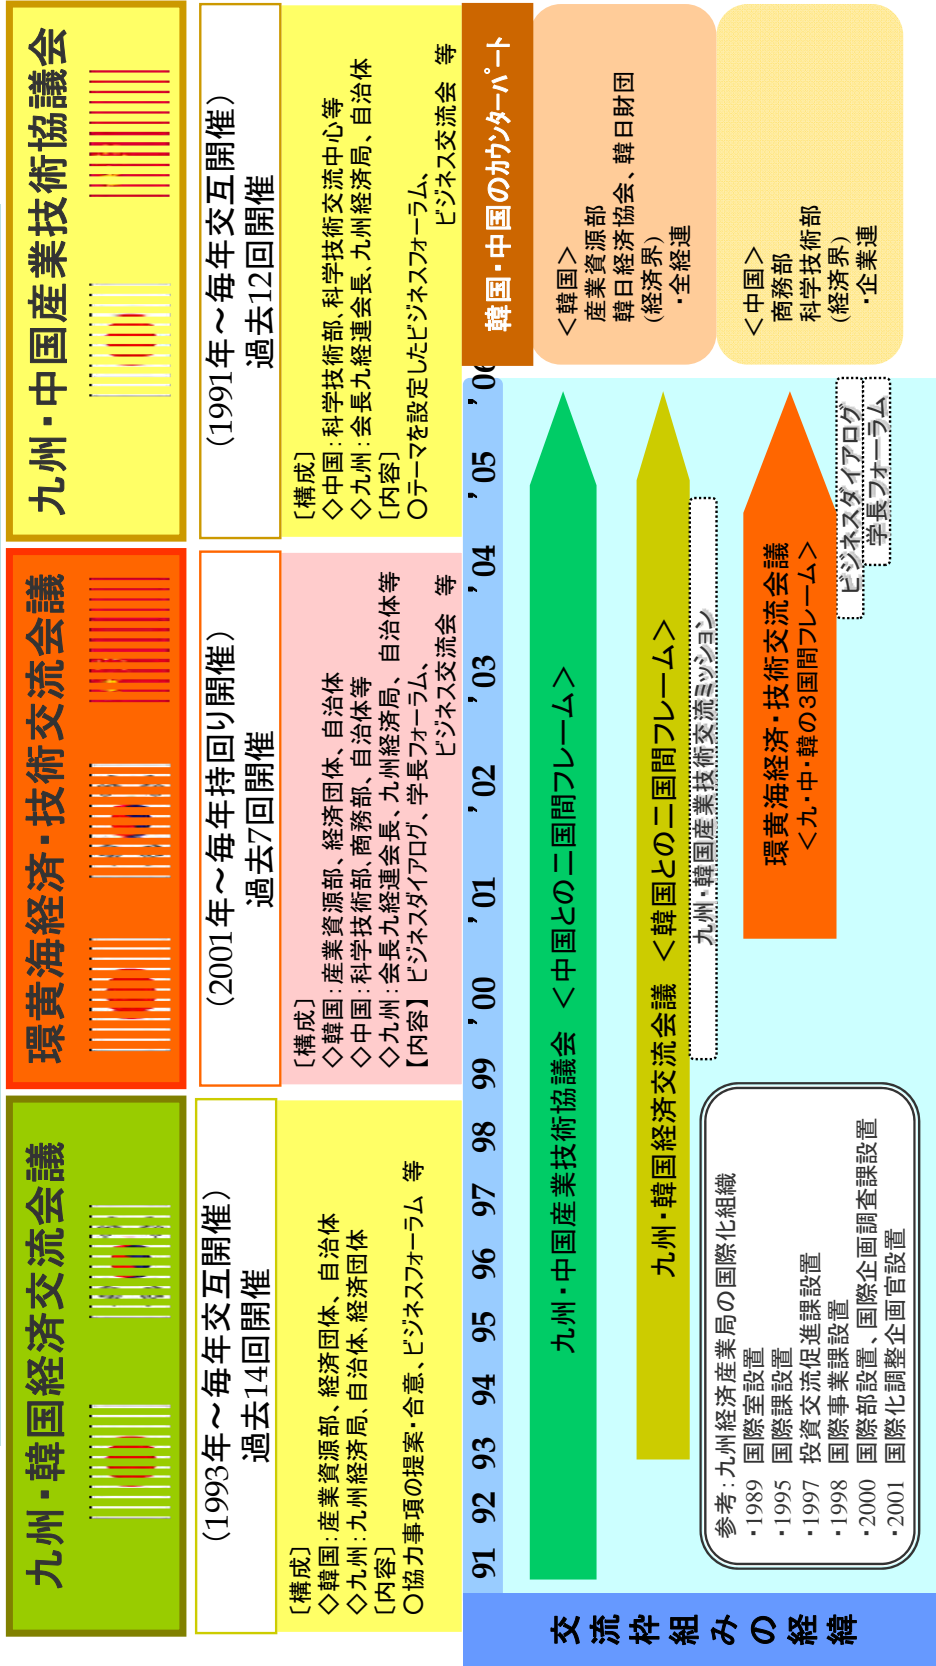 九州・韓国経済交流会議
（1993年～毎年交互開催）
過去14回開催
［構成］
◇韓国：産業資源部、経済団体、自治体
◇九州：九州経済局、自治体、経済団体
［内容］
〇協力事項の提案・合意、ビジネスフォーラム 等
環黄海経済・技術交流会議
（2001年～毎年持回り開催）
過去7回開催
［構成］
◇韓国：産業資源部、経済団体、自治体
◇中国：科学技術部、商務部、自治体等
◇九州：会長九経連会長、九州経済局、自治体等
【内容】ビジネスダイアログ、学長フォーラム、
ビジネス交流会 等
九州・中国産業技術協議会
（1991年～毎年交互開催）
過去12回開催
［構成］
◇中国：科学技術部、科学技術交流中心等
◇九州：会長九経連会長、九州経済局、自治体
［内容］
〇テーマを設定したビジネスフォーラム、
ビジネス交流会 等
交流枠組みの経緯
91 92 93 94 95 96 97 98 99 ’00 ’01 ’02 ’03 ’04 ’05 ’06
韓国・中国のカウンターパート
九州・中国産業技術協議会 ＜中国との二国間フレーム＞
九州・韓国経済交流会議 ＜韓国との二国間フレーム＞
九州・韓国産業技術交流ミッション
環黄海経済・技術交流会議
＜九・中・韓の3国間フレーム＞
ビジネスダイアログ
学長フォーラム
＜韓国＞
産業資源部
韓日経済協会、韓日財団
（経済界）
・全経連
＜中国＞
商務部
科学技術部
（経済界）
・企業連
参考：九州経済産業局の国際化組織
・1989 国際室設置
・1995 国際課設置
・1997 投資交流促進課設置
・1998 国際事業課設置
・2000 国際部設置、国際企画調査課設置
・2001 国際化調整企画官設置